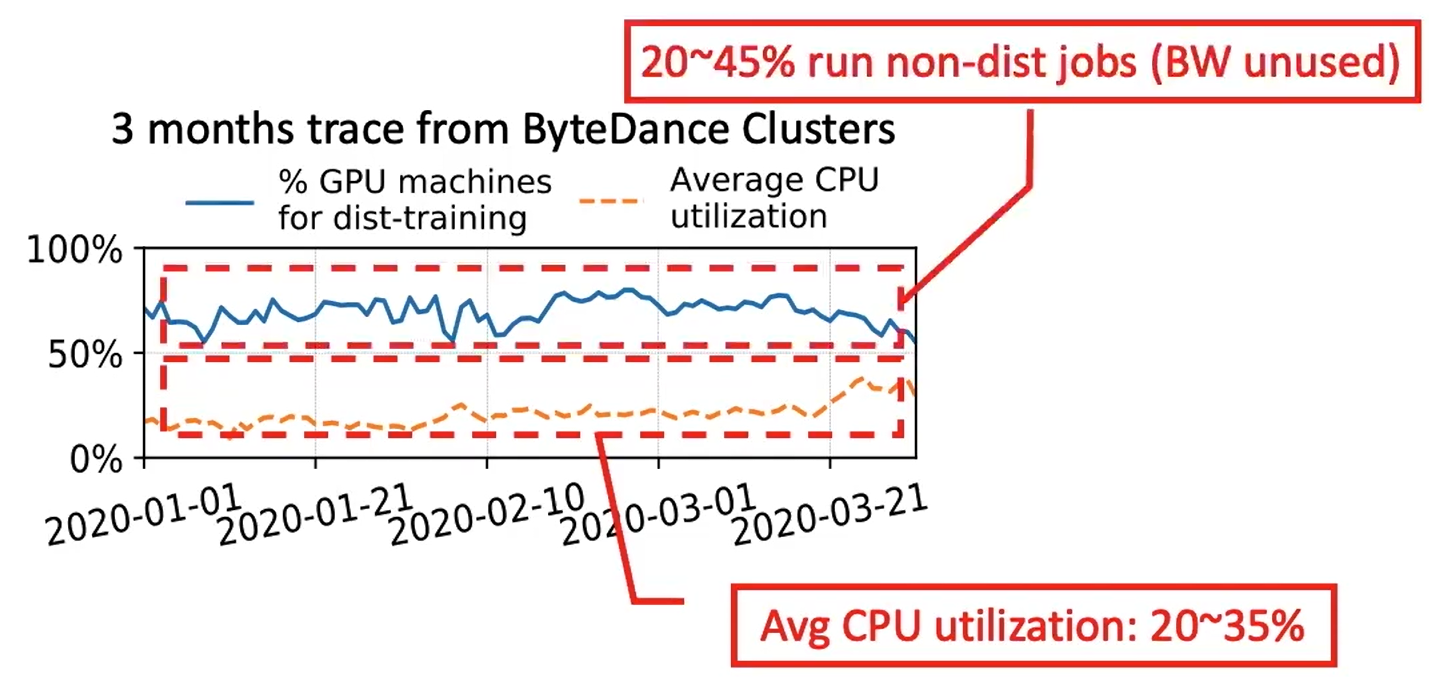 20~45% run non-dist jobs (BW unused)
3 months trace from ByteDance Clusters
% GPU machines
for dist-training
Average CPU
utilization
100%
50%
0%
2020-01-01
2020-01-21
2020-02-10
2020-03-01
2020-03-21
Avg CPU utilization: 20~35%